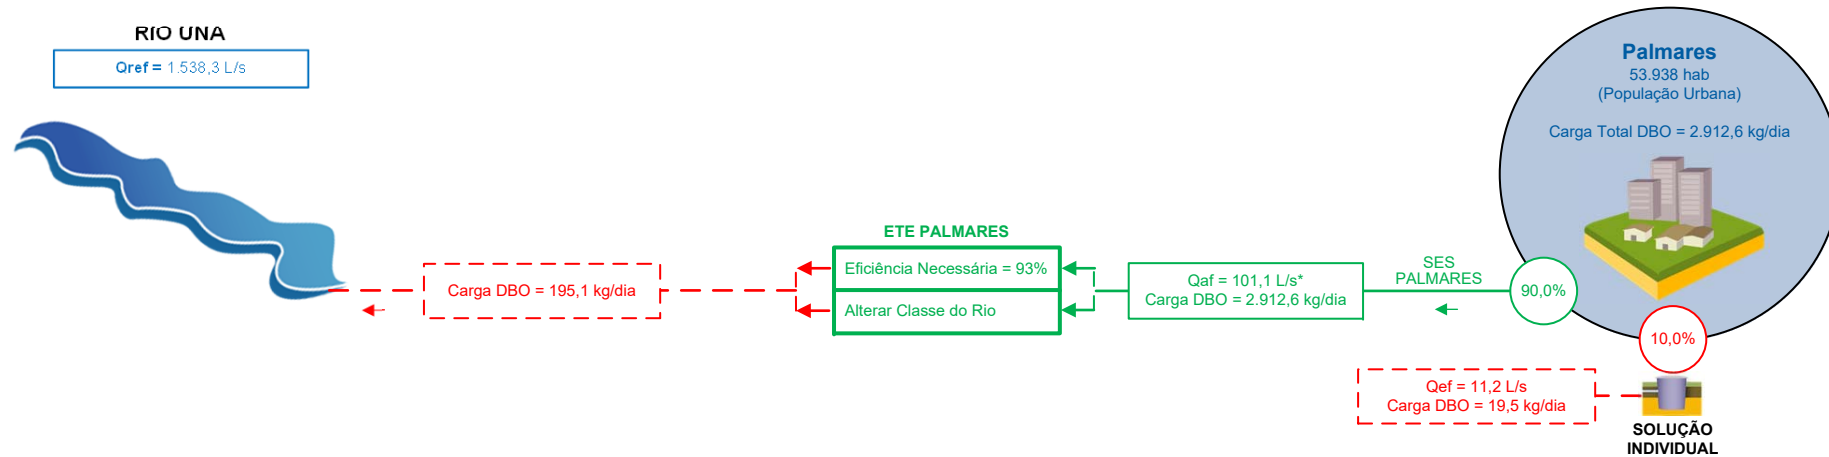 RIO UNA
Qref = 1.538,3 L/s
Palmares
53.938 hab
(População Urbana)
Carga Total DBO = 2.912,6 kg/dia
ETE PALMARES
Eficiência Necessária = 93%
Alterar Classe do Rio
Carga DBO = 195,1 kg/dia
Qaf = 101,1 L/s*
Carga DBO = 2.912,6 kg/dia
SES
PALMARES
90,0%
10,0%
Qef = 11,2 L/s
Carga DBO = 19,5 kg/dia
SOLUÇÃO
INDIVIDUAL